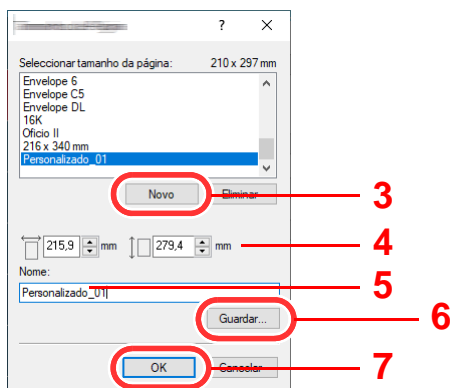 ?
Seleccionar tamanho da página: 210 x 297 mm
Envelope 6
Envelope C5
Envelope DL
16K
Oficio II
216 x 340 mm
Personalizado_01
Novo Eliminar 3
215,9 mm 279,4 mm 4
Nome:
Personalizado_01 5
Guardar... 6
OK Cancelar 7